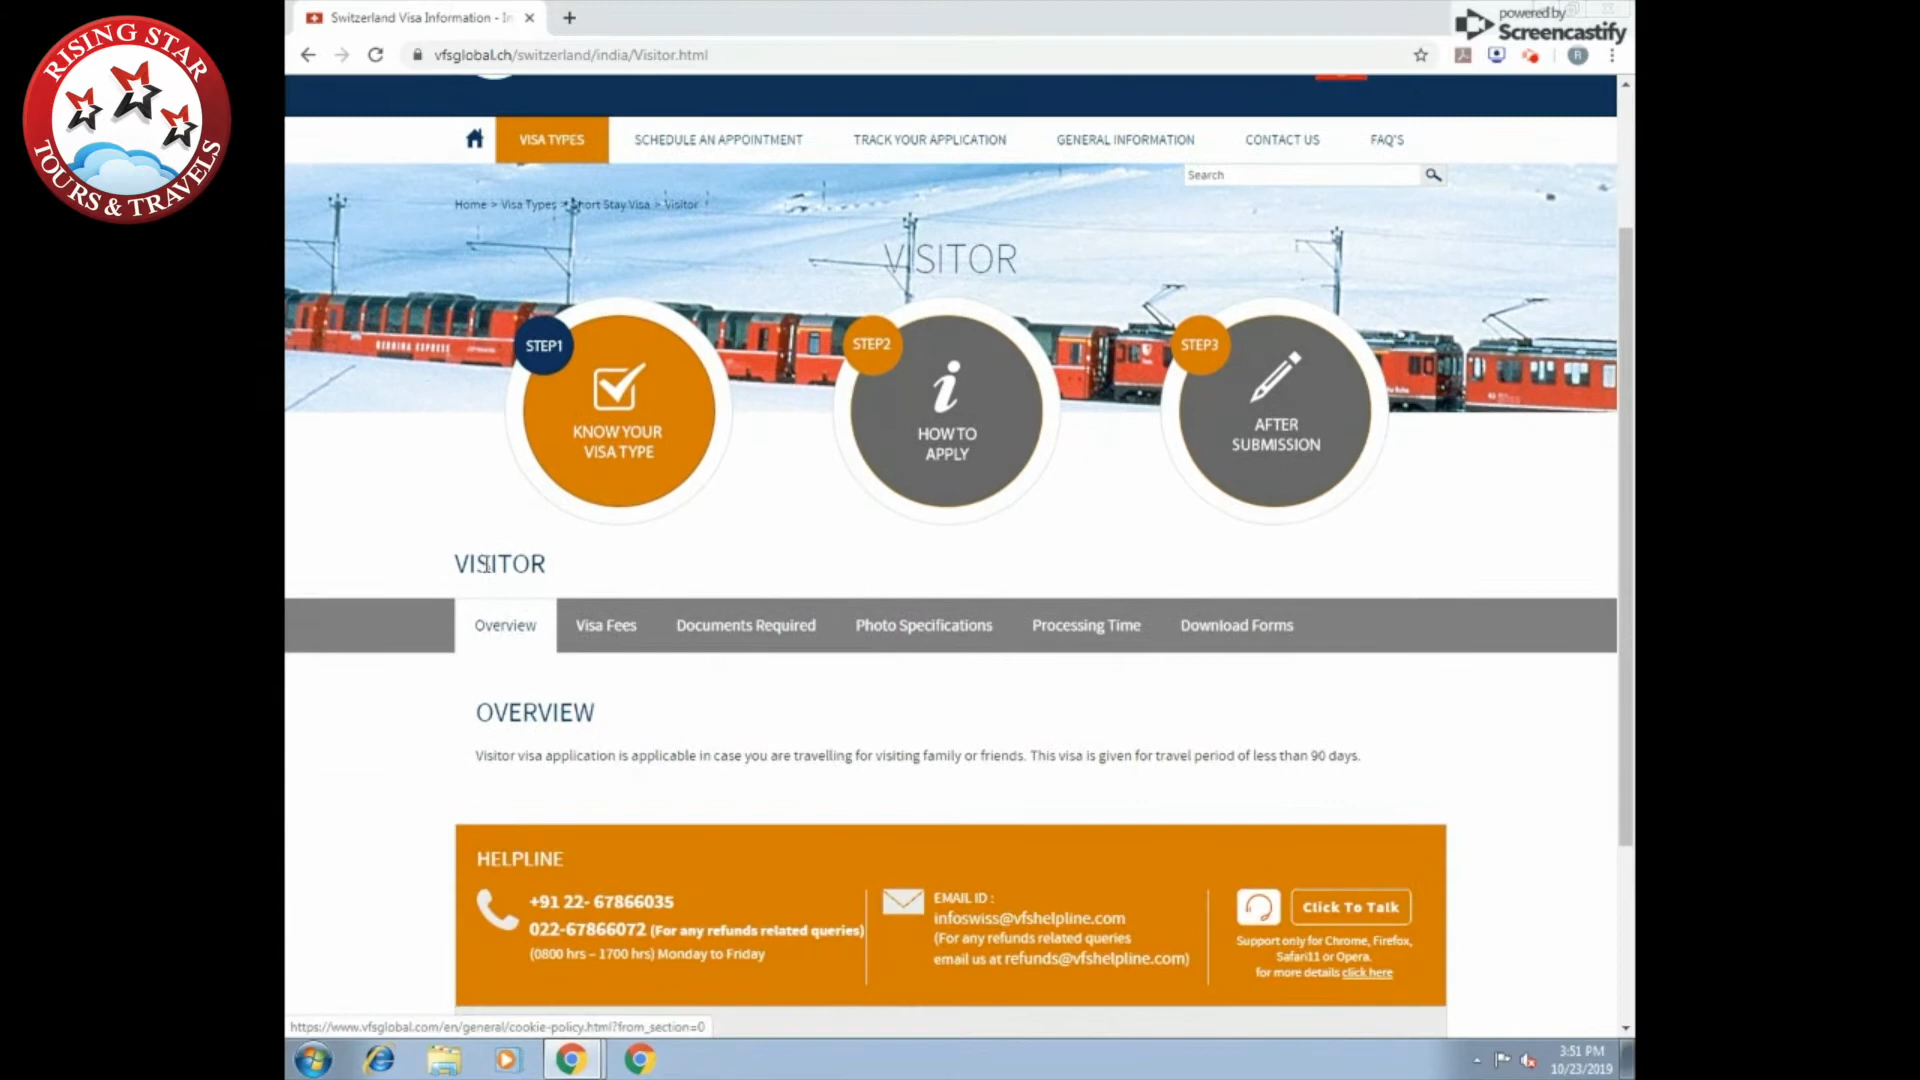 RISING STAR
TOURS & TRAVELS
Switzerland Visa Information - In
powered by
Screencastify
vfsglobal.ch/switzerland/india/Visitor.html
R
VISA TYPES
SCHEDULE AN APPOINTMENT
TRACK YOUR APPLICATION
GENERAL INFORMATION
CONTACT US
FAQ'S
Search
Home > Visa Types > Short Stay Visa > Visitor
VISITOR
BERNINA EXPRESS
STEP1
KNOW YOUR
VISA TYPE
STEP2
HOW TO
APPLY
STEP3
AFTER
SUBMISSION
VISITOR
Overview
Visa Fees
Documents Required
Photo Specifications
Processing Time
Download Forms
OVERVIEW
Visitor visa application is applicable in case you are travelling for visiting family or friends. This visa is given for travel period of less than 90 days.
HELPLINE
+91 22- 67866035
022-67866072 (For any refunds related queries)
(0800 hrs – 1700 hrs) Monday to Friday
EMAIL ID :
infoswiss@vfshelpline.com
(For any refunds related queries
email us at refunds@vfshelpline.com)
Click To Talk
Support only for Chrome, Firefox,
Safari11 or Opera.
for more details click here
https://www.vfsglobal.com/en/general/cookie-policy.html?from_section=0
3:51 PM
10/23/2019